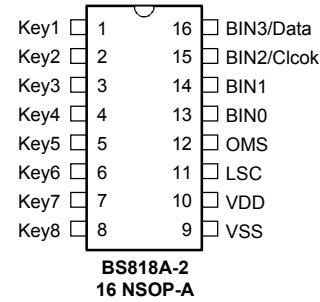 Key1 1 16 BIN3/Data
Key2 2 15 BIN2/Clcok
Key3 3 14 BIN1
Key4 4 13 BIN0
Key5 5 12 OMS
Key6 6 11 LSC
Key7 7 10 VDD
Key8 8 9 VSS
BS818A-2
16 NSOP-A